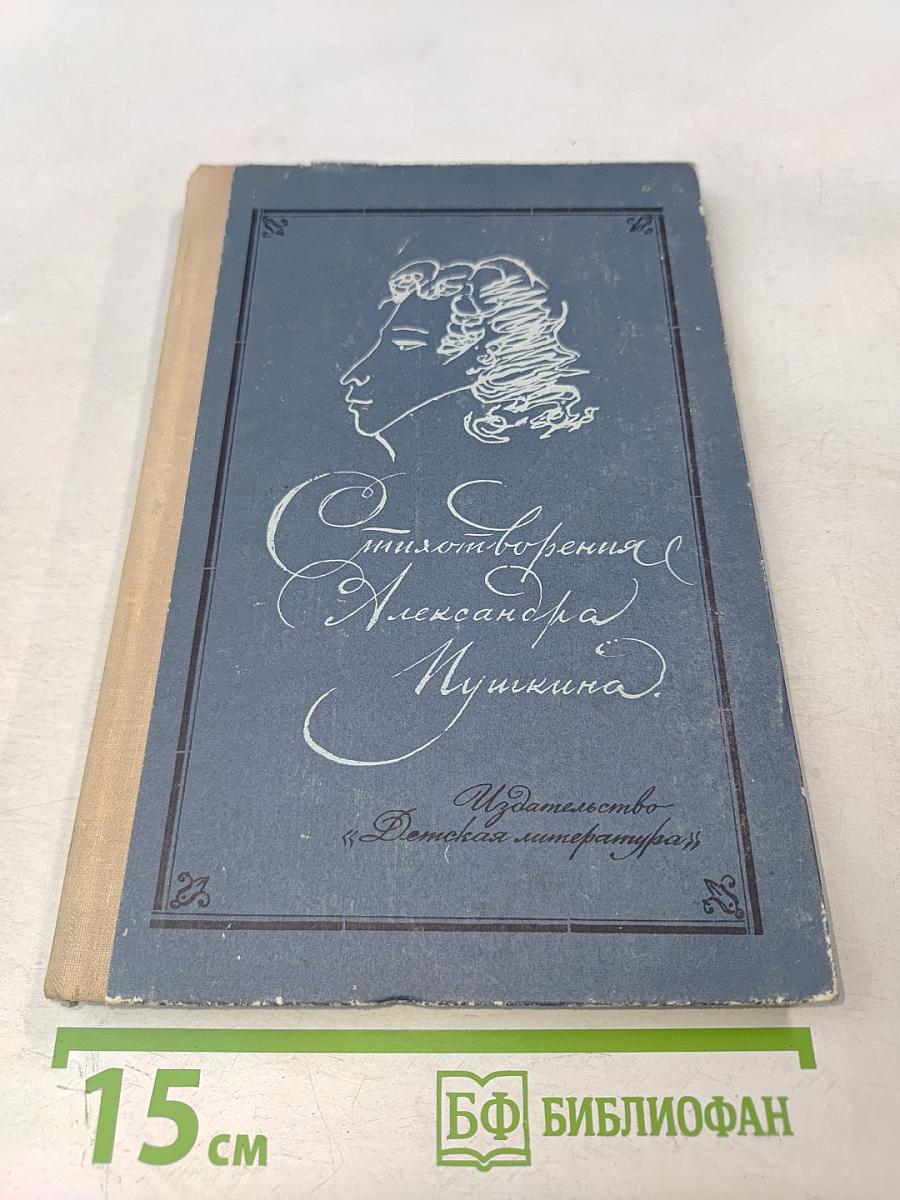 Стихотворения
Александра
Пушкина.
Издательство
"Детская литература"
15 см
БФ БИБЛИОФАН